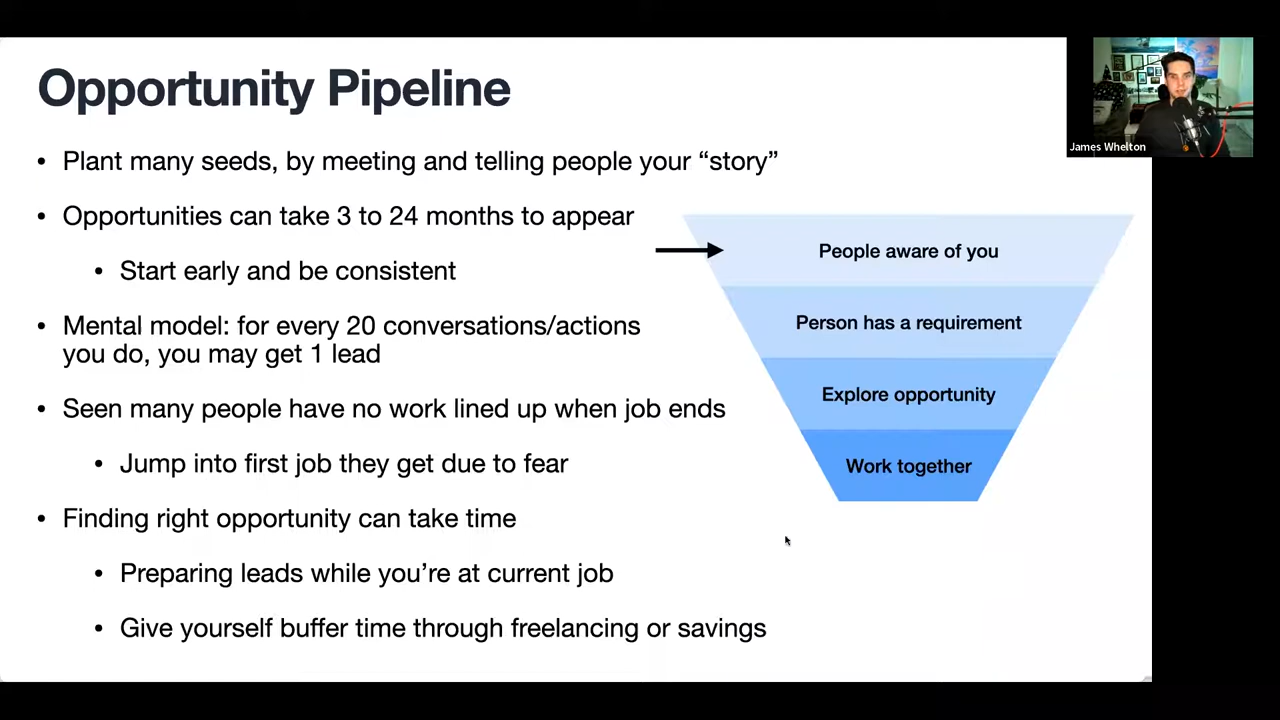 Opportunity Pipeline
• Plant many seeds, by meeting and telling people your “story”
• Opportunities can take 3 to 24 months to appear
• Start early and be consistent
• Mental model: for every 20 conversations/actions
you do, you may get 1 lead
• Seen many people have no work lined up when job ends
• Jump into first job they get due to fear
• Finding right opportunity can take time
• Preparing leads while you’re at current job
• Give yourself buffer time through freelancing or savings
People aware of you
Person has a requirement
Explore opportunity
Work together
James Whelton